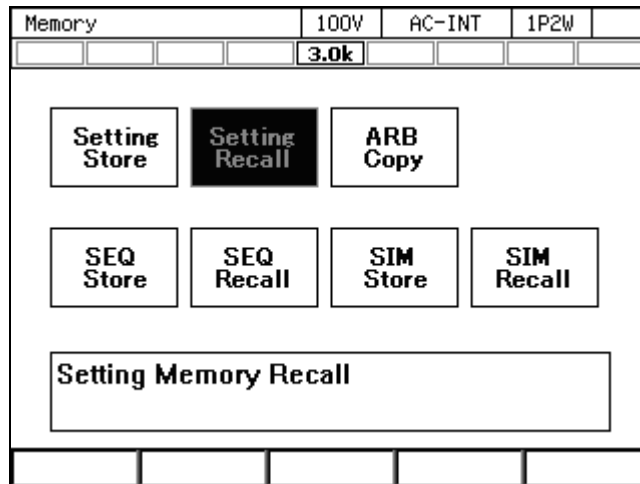 Memory 100V AC-INT 1P2W
3.0k
Setting Store
Setting Recall
ARB Copy
SEQ Store
SEQ Recall
SIM Store
SIM Recall
Setting Memory Recall